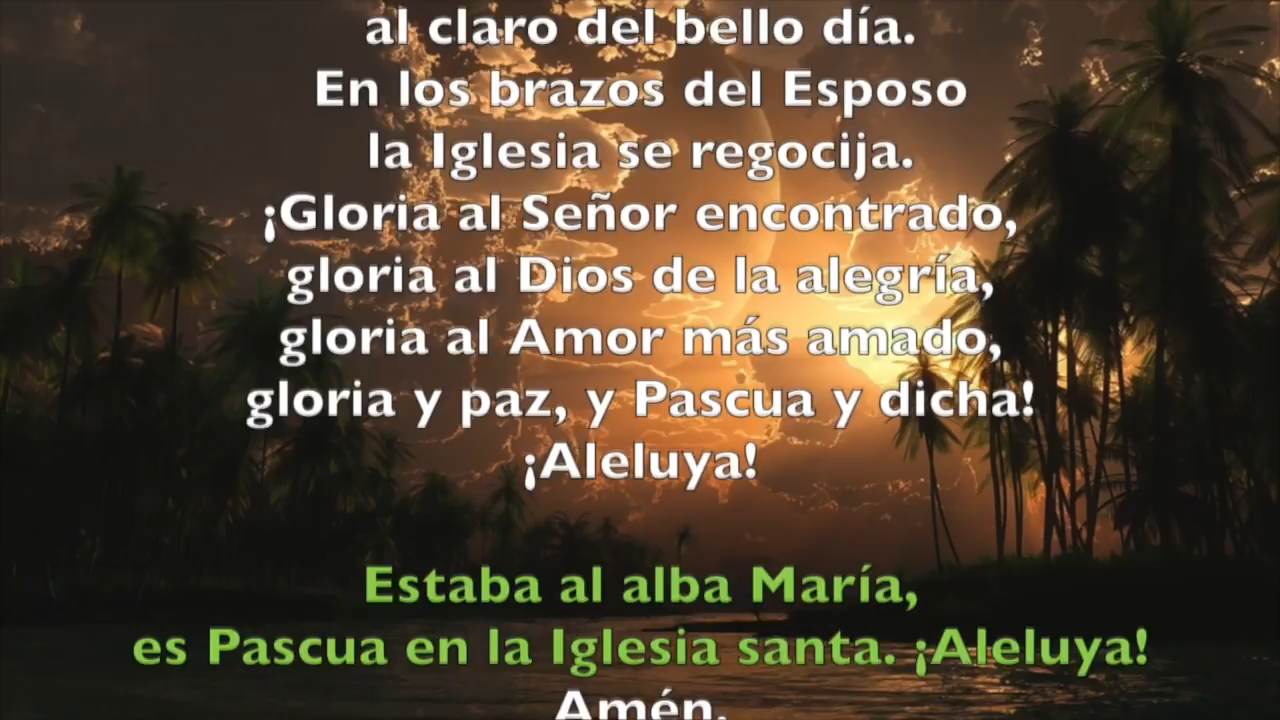 al claro del bello día.
En los brazos del Esposo
la Iglesia se regocija.
¡Gloria al Señor encontrado,
gloria al Dios de la alegría,
gloria al Amor más amado,
gloria y paz, y Pascua y dicha!
¡Aleluya!
Estaba al alba María,
es Pascua en la Iglesia santa. ¡Aleluya!
Amén.